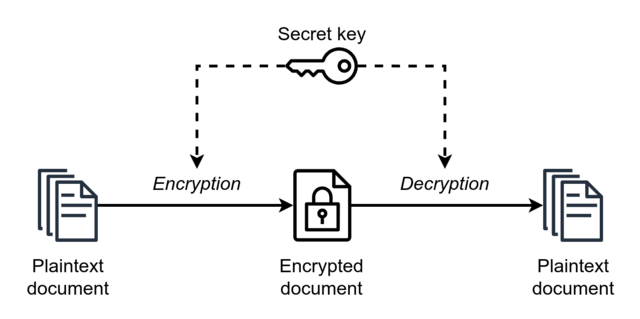 Secret key
Encryption
Decryption
Plaintext
document
Encrypted
document
Plaintext
document